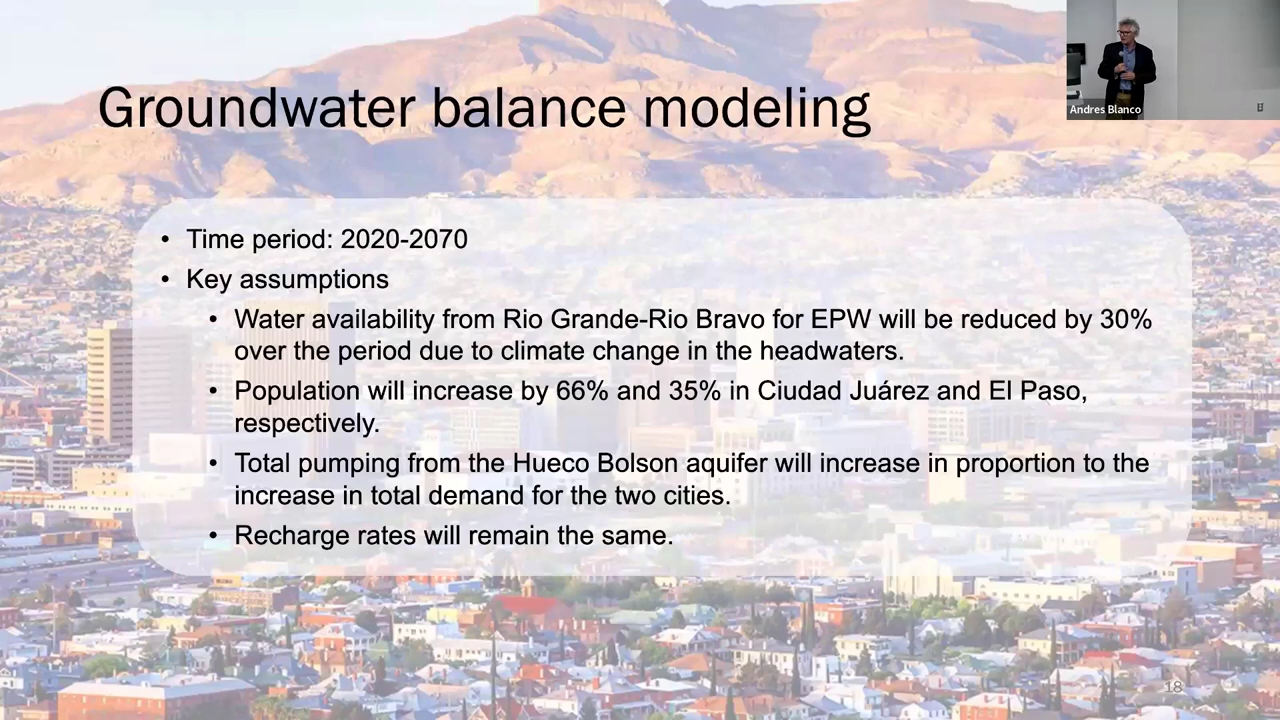 Groundwater balance modeling
Andres Blanco
• Time period: 2020-2070
• Key assumptions
• Water availability from Rio Grande-Rio Bravo for EPW will be reduced by 30%
over the period due to climate change in the headwaters.
• Population will increase by 66% and 35% in Ciudad Juárez and El Paso,
respectively.
• Total pumping from the Hueco Bolson aquifer will increase in proportion to the
increase in total demand for the two cities.
• Recharge rates will remain the same.
18